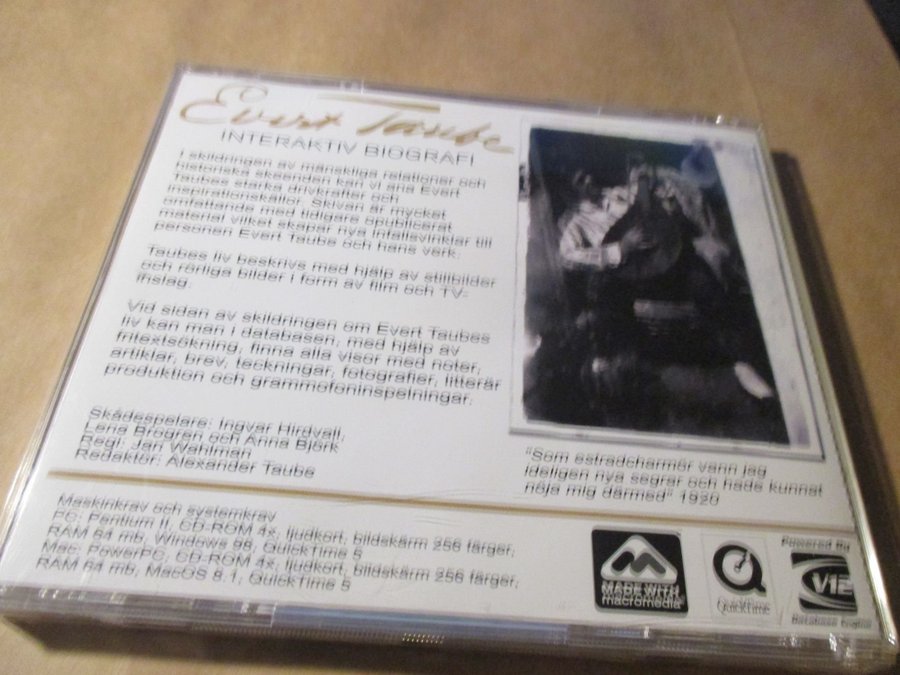 Evert Taube
INTERAKTIV BIOGRAFI
I skildringen av mänskliga relationer och
historiska skeenden kan vi ana Evert
Taubes starka drivkrafter och
inspirationskällor. Skivan är mycket
omfattande med tidigare opublicerat
material vilket skapar nya infallsvinklar till
personen Evert Taube och hans verk.
Taubes liv beskrivs med hjälp av stillbilder
och rörliga bilder i form av film och TV-
inslag.
Vid sidan av skildringen om Evert Taubes
liv kan man i databasen, med hjälp av
fritextsökning, finna alla visor med noter,
artiklar, brev, teckningar, fotografier, litterär
produktion och grammofoninspelningar.
Skådespelare: Ingvar Hirdvall,
Lena Brogren och Anna Björk
Regi: Jan Wahlman
Redaktör: Alexander Taube
"Som estradcharmör vann jag
ideligen nya segrar och hade kunnat
nöja mig därmed" 1920
Maskinkrav och systemkrav
PC: Pentium II, CD-ROM 4x, ljudkort, bildskärm 256 färger,
RAM 64 mb, Windows 98, QuickTime 5
Mac: PowerPC, CD-ROM 4x, ljudkort, bildskärm 256 färger,
RAM 64 mb, MacOS 8.1, QuickTime 5
MADE WITH
macromedia
QuickTime
Powered By
V12
Database Engine